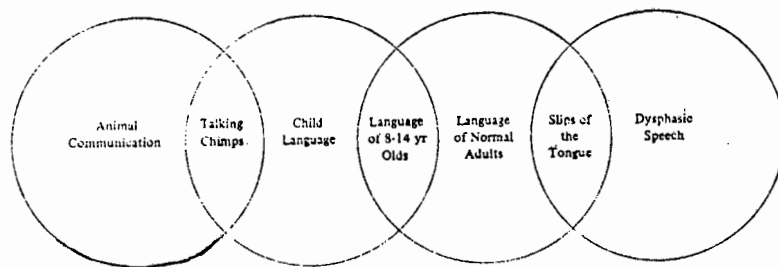 Animal
Communication
Talking
Chimps
Child
Language
Language
of 8-14 yr
Olds
Language
of Normal
Adults
Slips of
the
Tongue
Dysphasic
Speech